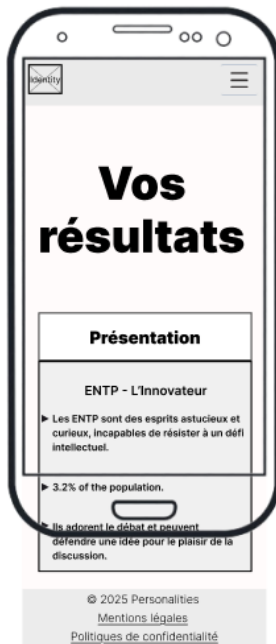 Identity
Vos
résultats
Présentation
ENTP - L'Innovateur
▶ Les ENTP sont des esprits astucieux et
curieux, incapables de résister à un défi
intellectuel.
▶ 3.2% of the population.
▶ Ils adorent le débat et peuvent
défendre une idée pour le plaisir de la
discussion.
© 2025 Personalities
Mentions légales
Politiques de confidentialité